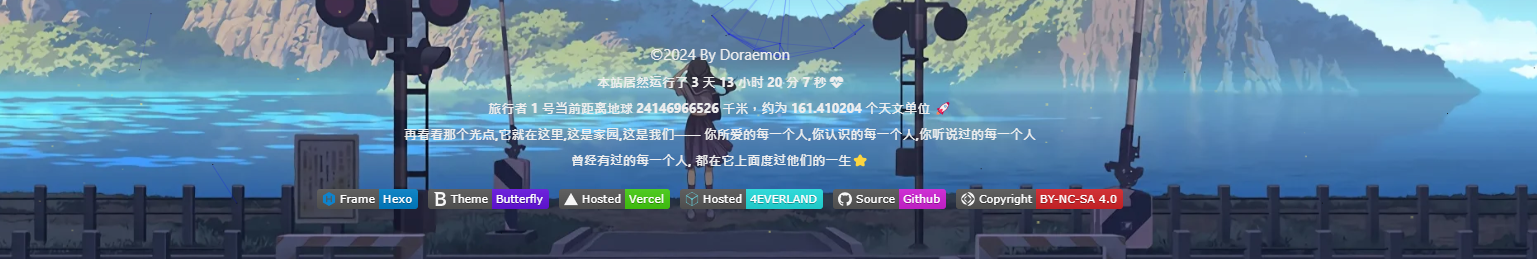 ©2024 By Doraemon
本站居然运行了 3 天 13 小时 20 分 7 秒
旅行者 1 号当前距离地球 24146966526 千米，约为 161.410204 个天文单位 🚀
再看看那个光点,它就在这里,这是家园,这是我们—— 你所爱的每一个人,你认识的每一个人,你听说过的每一个人
曾经有过的每一个人, 都在它上面度过他们的一生⭐
Frame Hexo Theme Butterfly Hosted Vercel Hosted 4EVERLAND Source Github Copyright BY-NC-SA 4.0